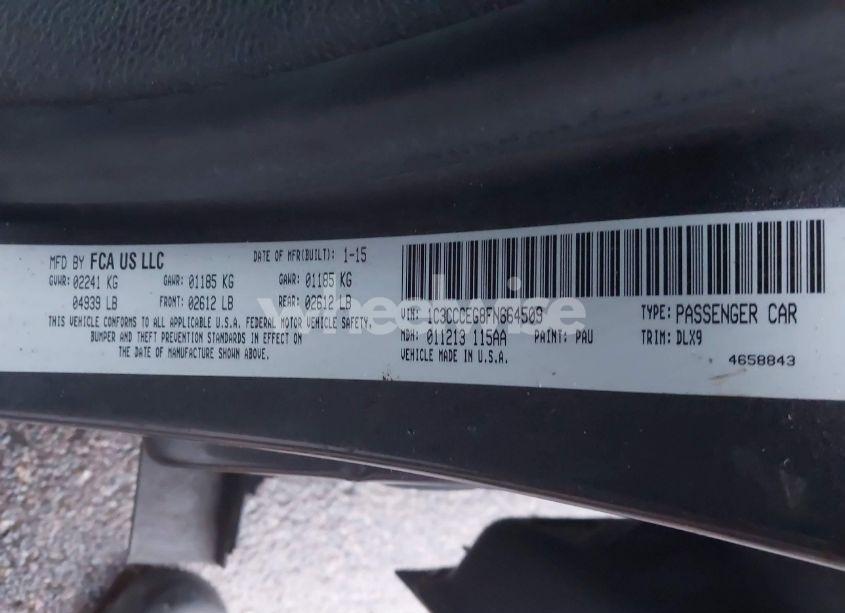 MFD BY FCA US LLC DATE OF MFR(BUILT): 1-15
GVWR: 02241 KG GAWR: 01185 KG GAWR: 01185 KG
04939 LB FRONT: 02612 LB REAR: 02612 LB
THIS VEHICLE CONFORMS TO ALL APPLICABLE U.S.A. FEDERAL MOTOR VEHICLE SAFETY,
BUMPER AND THEFT PREVENTION STANDARDS IN EFFECT ON
THE DATE OF MANUFACTURE SHOWN ABOVE.
VIN: 1C3CCCEG8FN664509 TYPE: PASSENGER CAR
MDH: 011213 115AA PAINT: PAU TRIM: DLX9
VEHICLE MADE IN U.S.A. 4658843
wheelwise